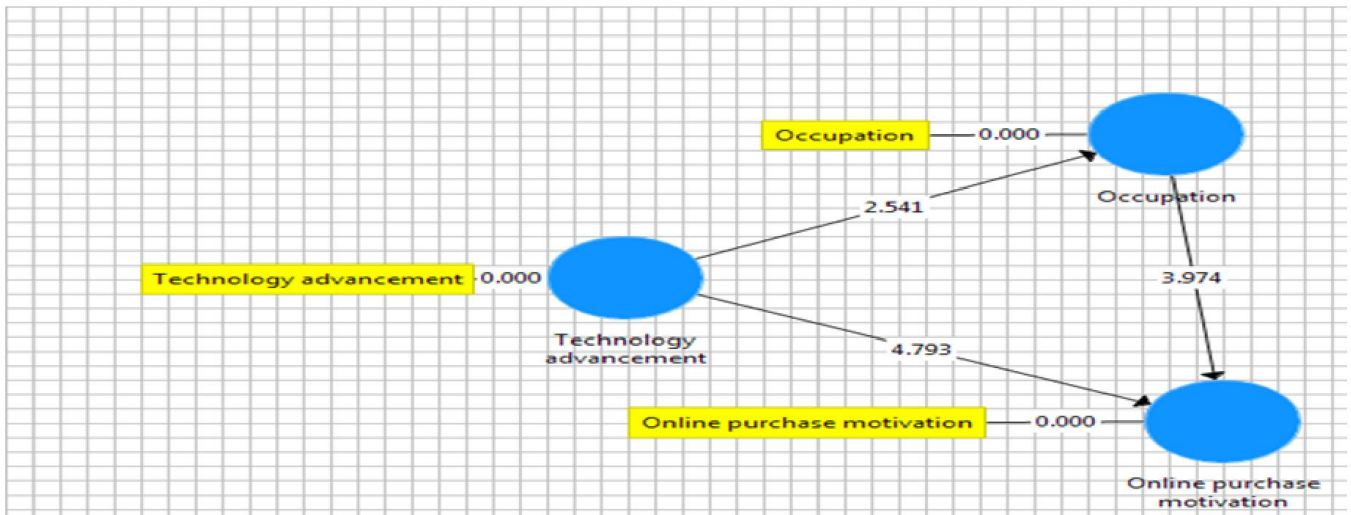 Occupation
0.000
Occupation
2.541
Technology advancement
0.000
3.974
Technology
advancement
4.793
Online purchase motivation
0.000
Online purchase
motivation